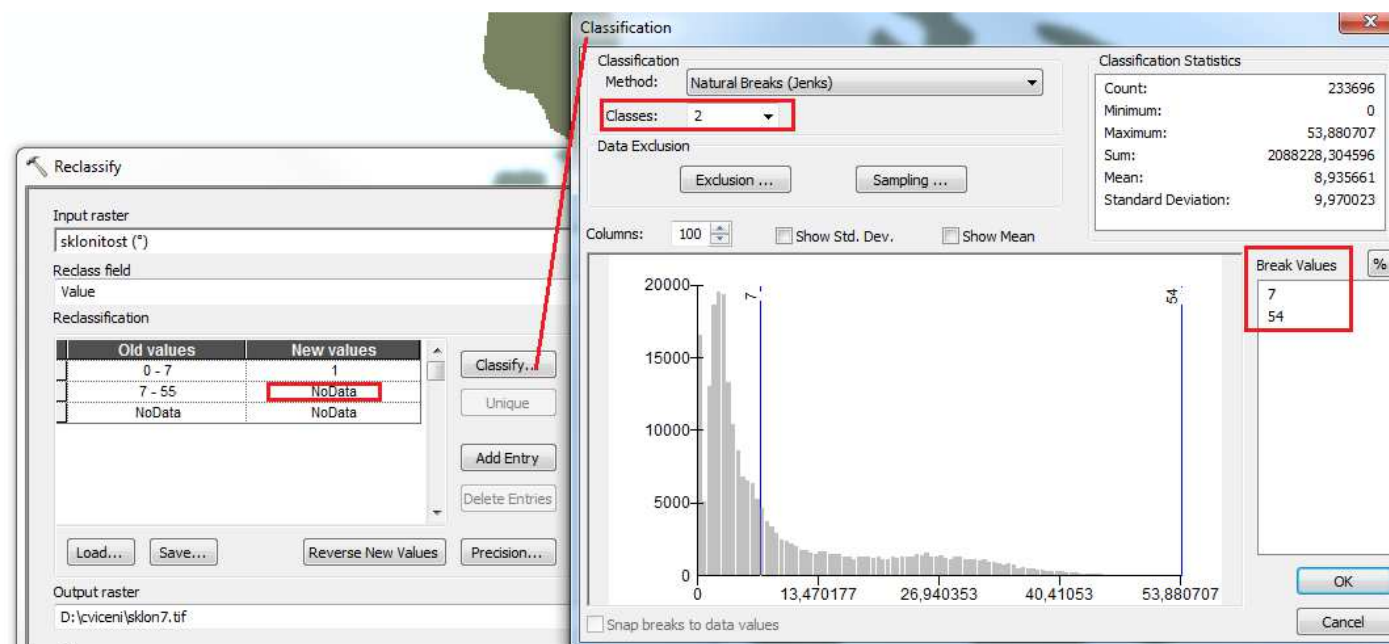 Reclassify
Input raster
sklonitost (°)
Reclass field
Value
Reclassification
Old values New values
0 - 7 1
7 - 55 NoData
NoData NoData
Classify...
Unique
Add Entry
Delete Entries
Load... Save... Reverse New Values Precision...
Output raster
D:\cviceni\sklon7.tif
Classification
Classification
Method: Natural Breaks (Jenks)
Classes: 2
Data Exclusion
Exclusion ... Sampling ...
Classification Statistics
Count: 233696
Minimum: 0
Maximum: 53,880707
Sum: 2088228,304596
Mean: 8,935661
Standard Deviation: 9,970023
Columns: 100 Show Std. Dev. Show Mean
Break Values %
7
54
20000
15000
10000
5000
0
7
54
0 13,470177 26,940353 40,41053 53,880707
Snap breaks to data values
OK
Cancel